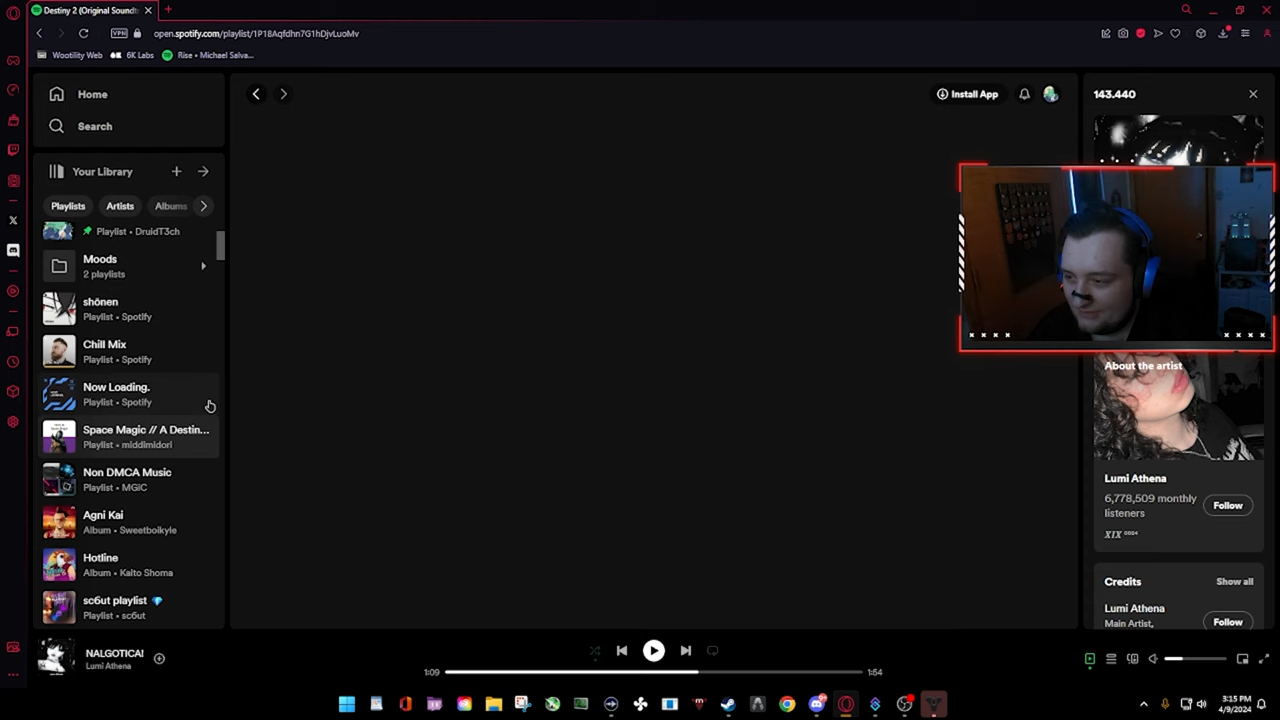 Destiny 2 (Original Soundt
VPN
open.spotify.com/playlist/1P18Aqfdhn7G1hDjvLuoMv
Wootility Web
6K Labs
Rise • Michael Salva...
Home
Search
Your Library
Playlists
Artists
Albums
Playlist • DruidT3ch
Moods
2 playlists
shōnen
Playlist • Spotify
Chill Mix
Playlist • Spotify
Now Loading.
Playlist • Spotify
Space Magic // A Destin...
Playlist • middimidori
Non DMCA Music
Playlist • MGIC
Agni Kai
Album • Sweetboikyle
Hotline
Album • Kalto Shoma
sc6ut playlist 💎
Playlist • sc6ut
Install App
143.440
About the artist
Lumi Athena
6,778,509 monthly
listeners
Follow
Credits
Show all
Lumi Athena
Main Artist,
Follow
NALGOTICA!
Lumi Athena
1:09
1:54
3:15 PM
4/9/2024